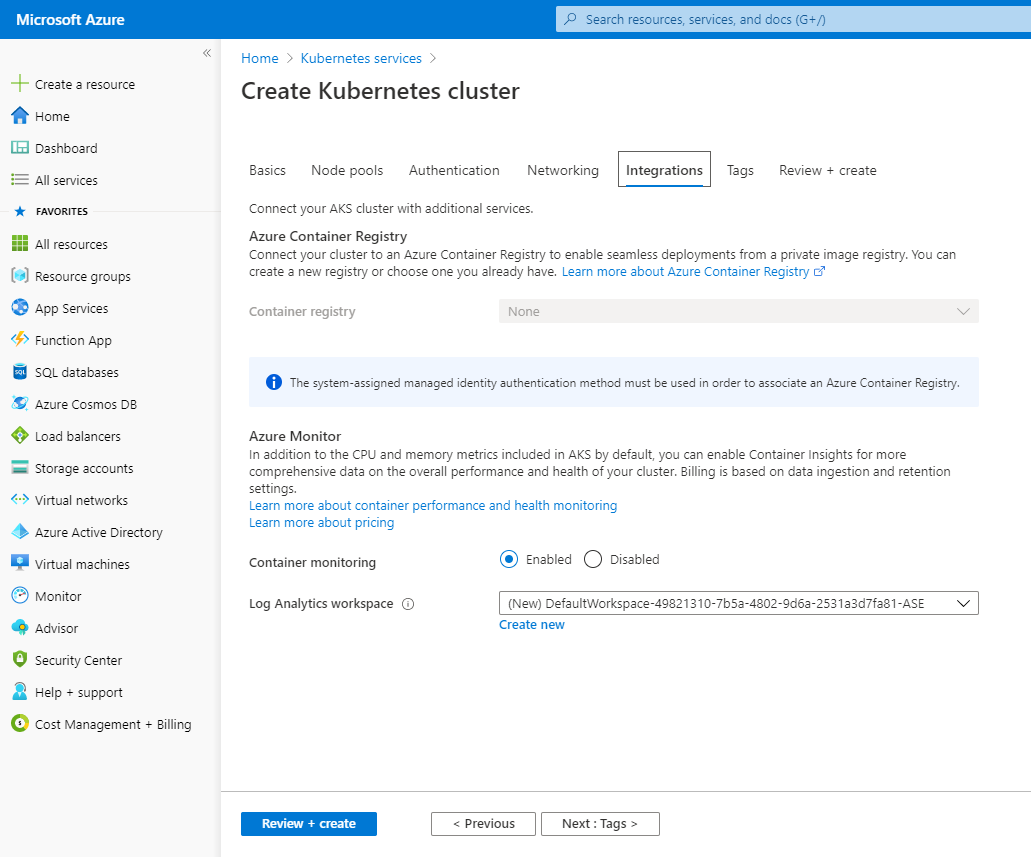 Microsoft Azure
Search resources, services, and docs (G+/)
«
Create a resource
Home
Dashboard
All services
FAVORITES
All resources
Resource groups
App Services
Function App
SQL databases
Azure Cosmos DB
Load balancers
Storage accounts
Virtual networks
Azure Active Directory
Virtual machines
Monitor
Advisor
Security Center
Help + support
Cost Management + Billing
Home > Kubernetes services >
Create Kubernetes cluster
Basics Node pools Authentication Networking Integrations Tags Review + create
Connect your AKS cluster with additional services.
Azure Container Registry
Connect your cluster to an Azure Container Registry to enable seamless deployments from a private image registry. You can
create a new registry or choose one you already have. Learn more about Azure Container Registry
Container registry None
The system-assigned managed identity authentication method must be used in order to associate an Azure Container Registry.
Azure Monitor
In addition to the CPU and memory metrics included in AKS by default, you can enable Container Insights for more
comprehensive data on the overall performance and health of your cluster. Billing is based on data ingestion and retention
settings.
Learn more about container performance and health monitoring
Learn more about pricing
Container monitoring Enabled Disabled
Log Analytics workspace (New) DefaultWorkspace-49821310-7b5a-4802-9d6a-2531a3d7fa81-ASE
Create new
Review + create < Previous Next : Tags >